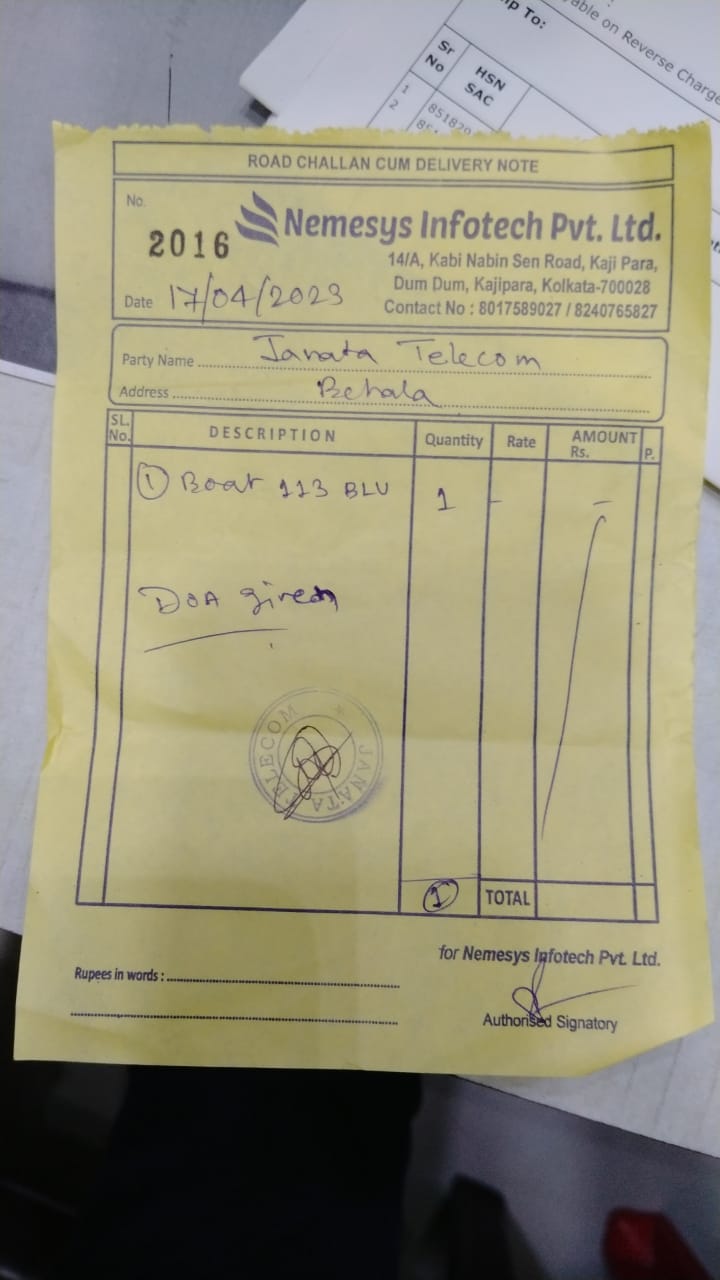 p To:
able on Reverse Charge
Sr No
HSN SAC
1
851829
2
ROAD CHALLAN CUM DELIVERY NOTE
No.
2016
Nemesys Infotech Pvt. Ltd.
14/A, Kabi Nabin Sen Road, Kaji Para,
Dum Dum, Kajipara, Kolkata-700028
Contact No : 8017589027 / 8240765827
Date 17/04/2023
Party Name Janata Telecom
Address Behala
SL. No. DESCRIPTION Quantity Rate AMOUNT Rs. P.
① Boat 113 BLU 1 - -
DOA given
JANATA TELECOM
1 TOTAL
for Nemesys Infotech Pvt. Ltd.
Rupees in words :
Authorised Signatory